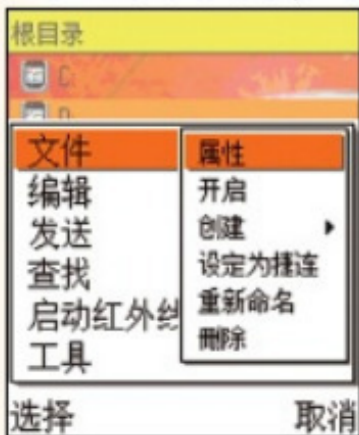 根目录
C:
D:
文件
编辑
发送
查找
启动红外线
工具
属性
开启
创建
设定为捷连
重新命名
删除
选择
取消